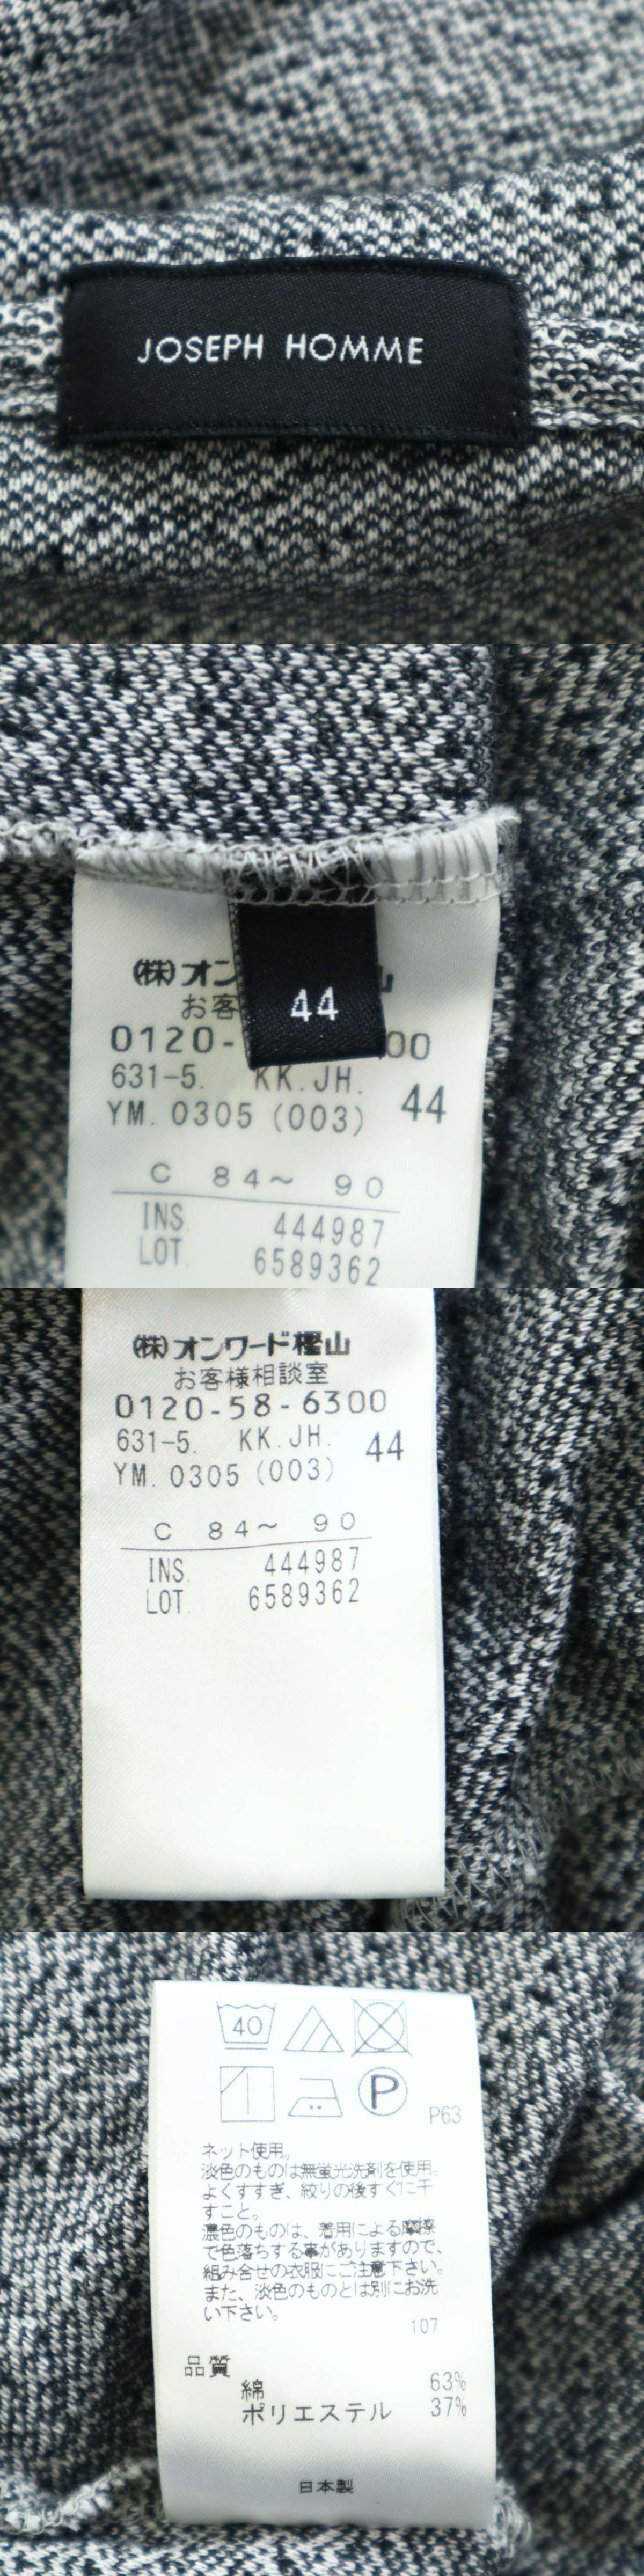 JOSEPH HOMME
(株)オン
山
お客
44
0120-
00
631-5. KK.JH.
44
YM. 0305 (003)
C 84~ 90
INS. 444987
LOT. 6589362
(株)オンワード樫山
お客様相談室
0120-58-6300
631-5. KK.JH.
44
YM. 0305 (003)
C 84~ 90
INS. 444987
LOT. 6589362
40
P
P63
ネット使用。
淡色のものは無蛍光洗剤を使用。
よくすすぎ、絞りの後すぐに干
すこと。
濃色のものは、着用による摩擦
で色落ちする事がありますので、
組み合せの衣服にご注意下さい。
また、淡色のものとは別にお洗
い下さい。
107
品質
綿 63%
ポリエステル 37%
日本製